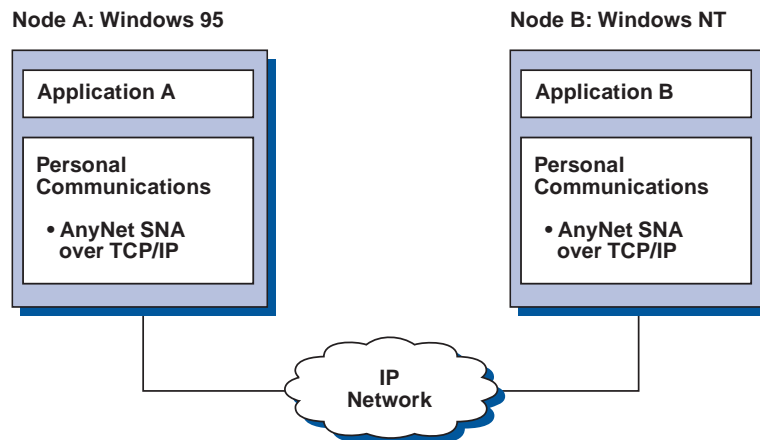 Node A: Windows 95
Application A
Personal
Communications
• AnyNet SNA
over TCP/IP
Node B: Windows NT
Application B
Personal
Communications
• AnyNet SNA
over TCP/IP
IP
Network